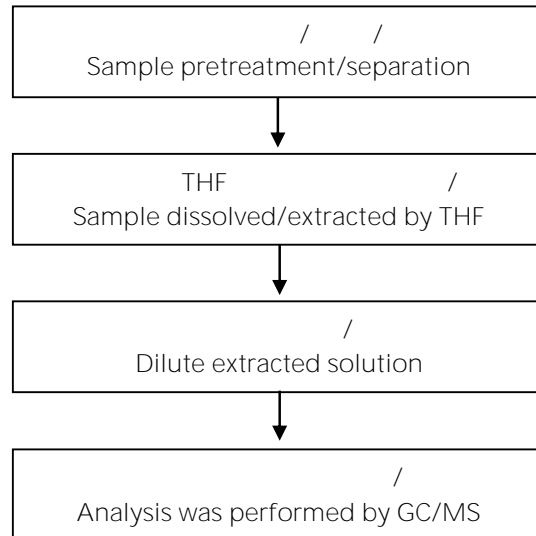 / / /
Sample pretreatment/separation
THF /
Sample dissolved/extracted by THF
/
Dilute extracted solution
/
Analysis was performed by GC/MS